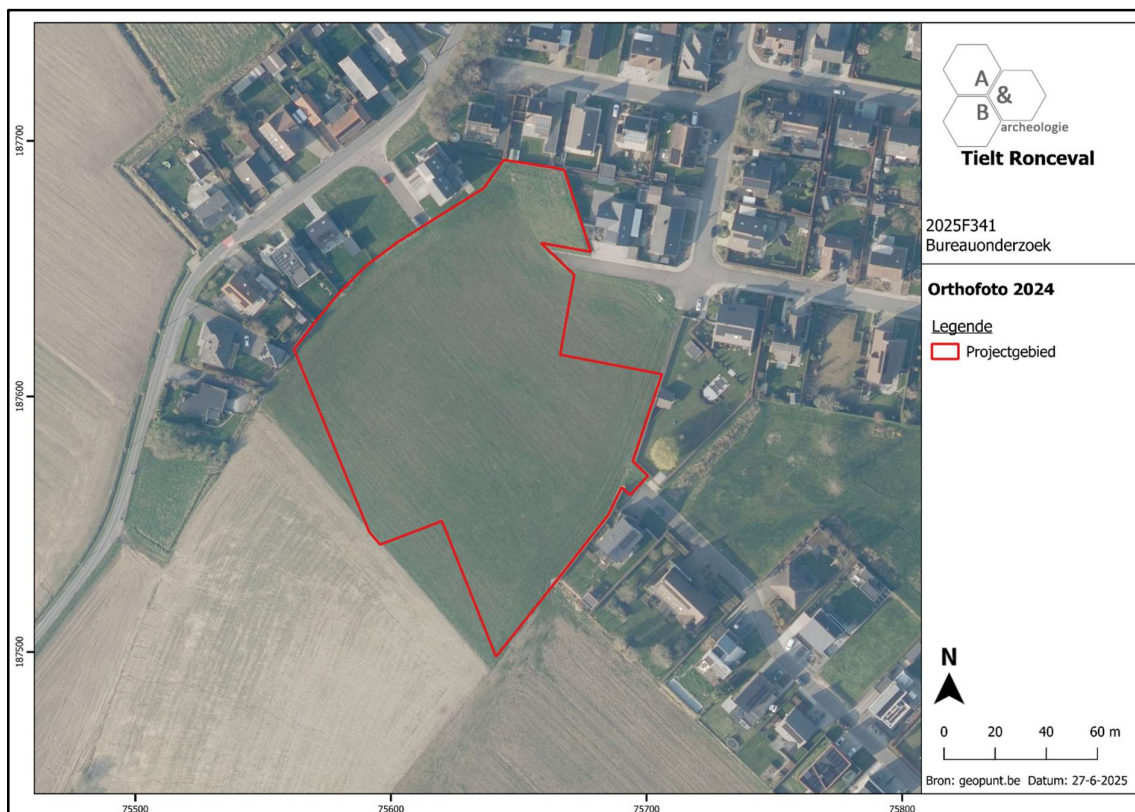 A
&
B
archeologie
Tielt Ronceval
2025F341
Bureauonderzoek
Orthofoto 2024
Legende
Projectgebied
N
0 20 40 60 m
Bron: geopunt.be Datum: 27-6-2025
187700
187600
187500
75500 75600 75700 75800